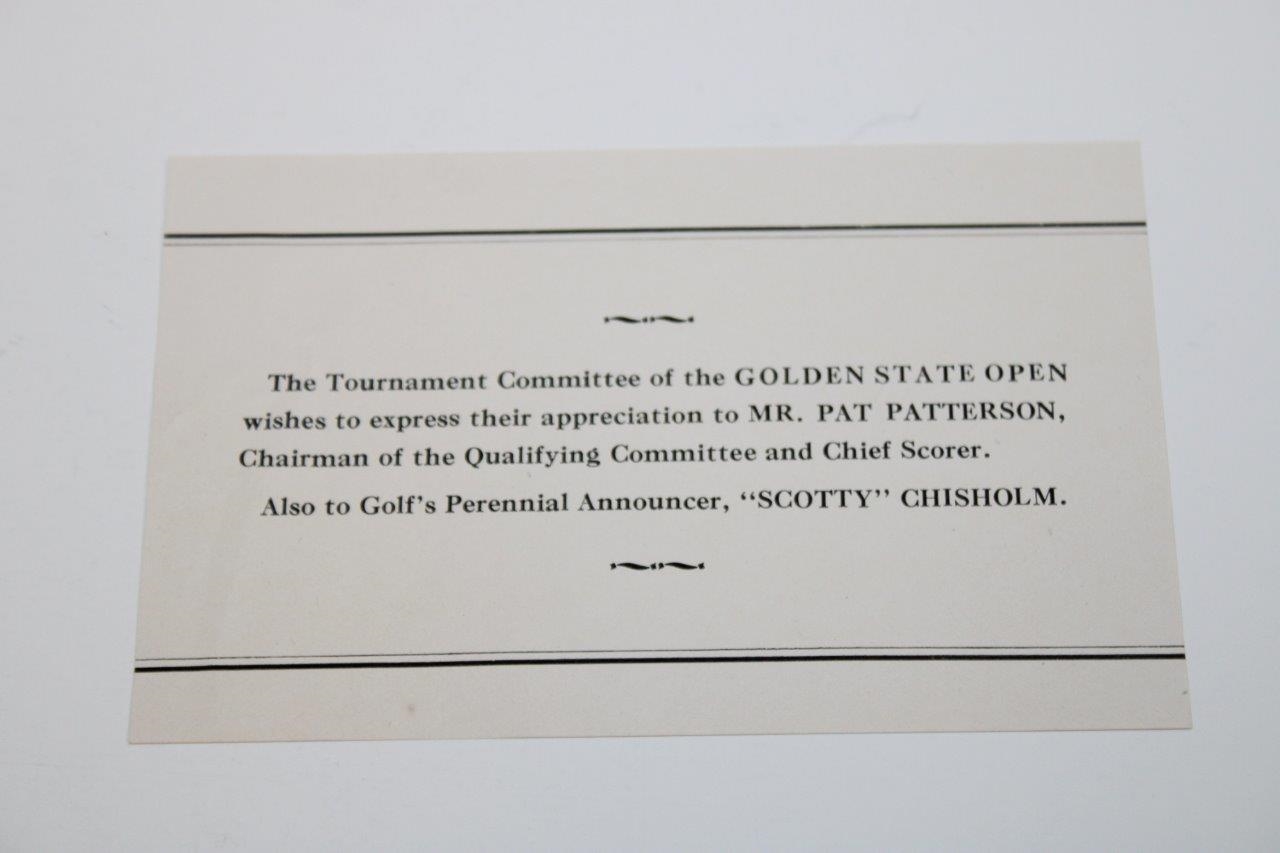 The Tournament Committee of the GOLDEN STATE OPEN
wishes to express their appreciation to MR. PAT PATTERSON,
Chairman of the Qualifying Committee and Chief Scorer.
Also to Golf's Perennial Announcer, “SCOTTY” CHISHOLM.